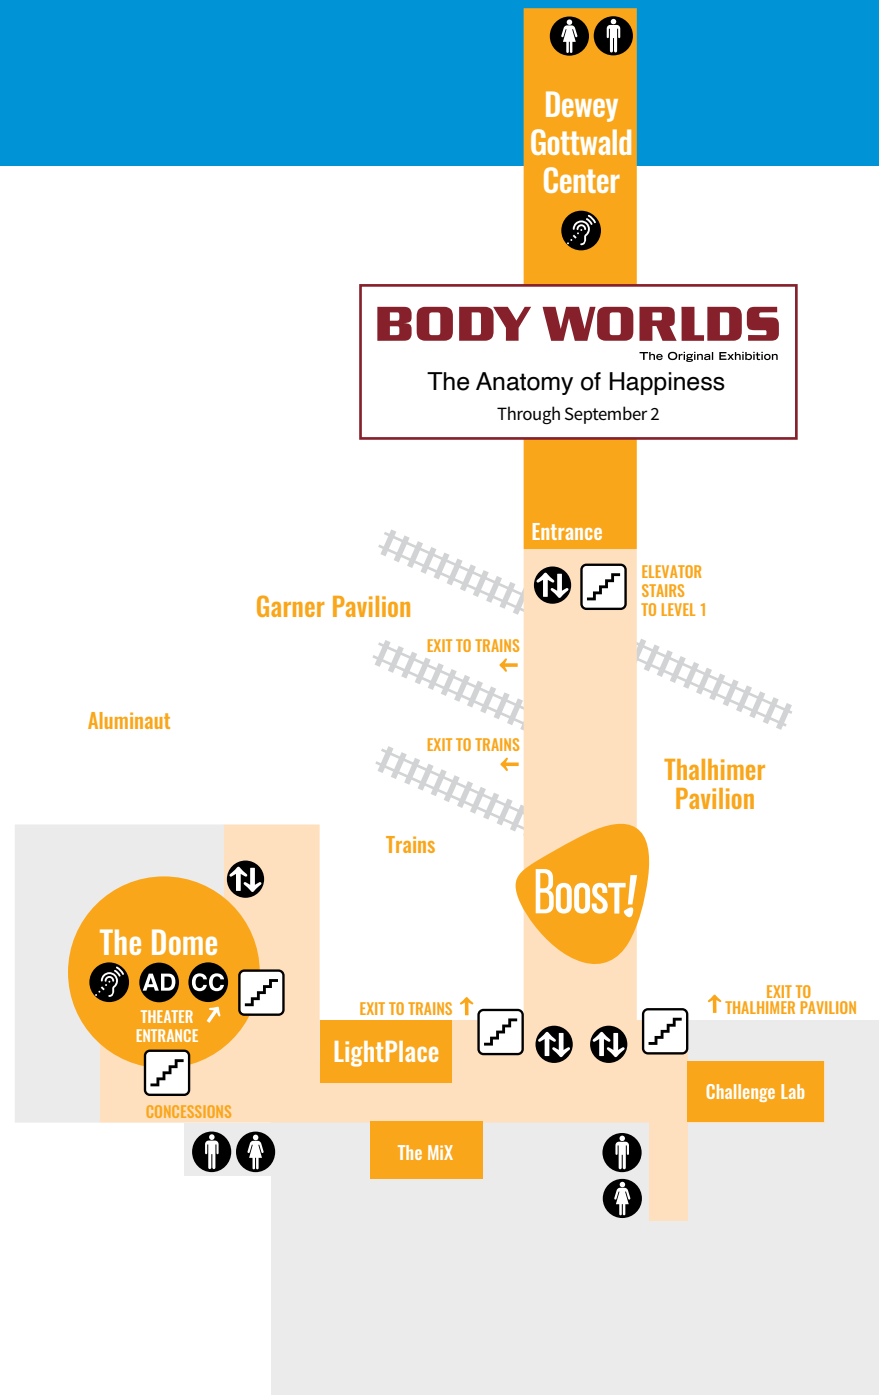 Dewey
Gottwald
Center
BODY WORLDS
The Original Exhibition
The Anatomy of Happiness
Through September 2
Entrance
ELEVATOR
STAIRS
TO LEVEL 1
Garner Pavilion
EXIT TO TRAINS
Aluminaut
EXIT TO TRAINS
Thalhimer
Pavilion
Trains
BOOST!
The Dome
AD
CC
THEATER
ENTRANCE
EXIT TO TRAINS
EXIT TO
THALHIMER PAVILION
LightPlace
Challenge Lab
CONCESSIONS
The MiX